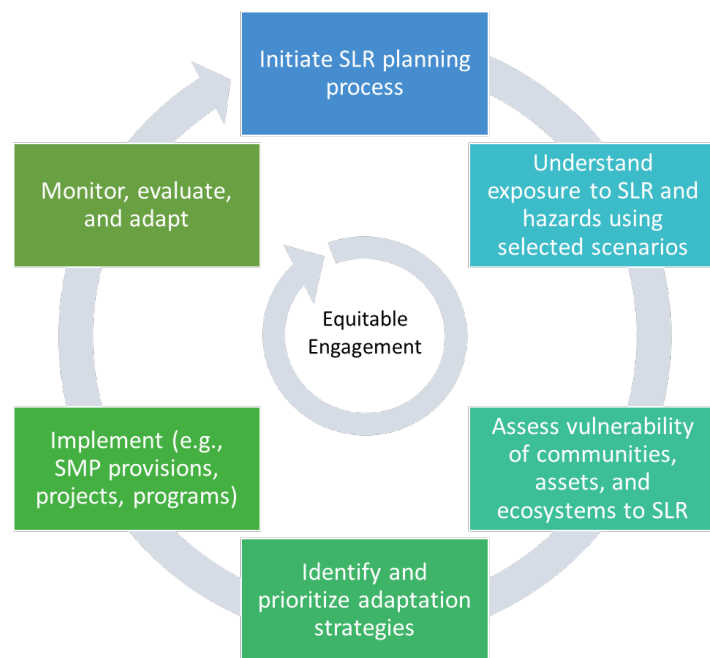 Initiate SLR planning
process
Understand
exposure to SLR and
hazards using
selected scenarios
Assess vulnerability
of communities,
assets, and
ecosystems to SLR
Identify and
prioritize adaptation
strategies
Implement (e.g.,
SMP provisions,
projects, programs)
Monitor, evaluate,
and adapt
Equitable
Engagement